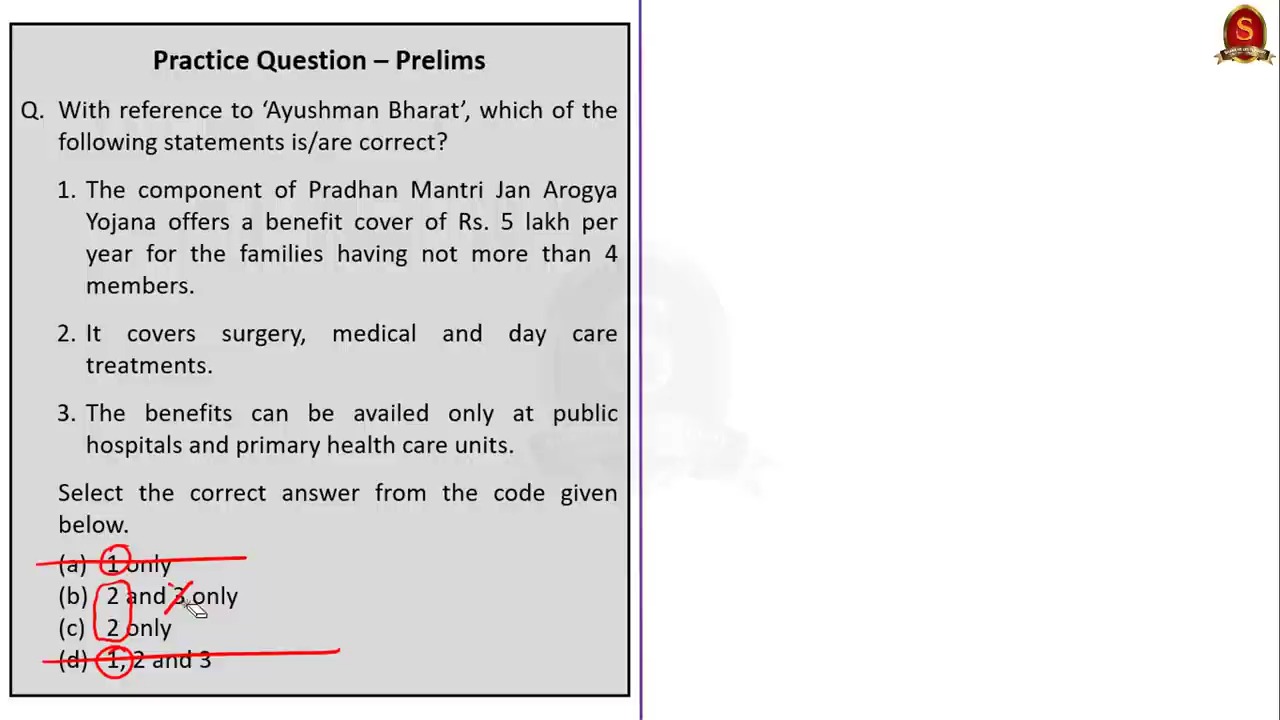 S
Practice Question – Prelims
Q. With reference to ‘Ayushman Bharat’, which of the
following statements is/are correct?
1. The component of Pradhan Mantri Jan Arogya
Yojana offers a benefit cover of Rs. 5 lakh per
year for the families having not more than 4
members.
2. It covers surgery, medical and day care
treatments.
3. The benefits can be availed only at public
hospitals and primary health care units.
Select the correct answer from the code given
below.
(a) 1 only
(b) 2 and 3 only
(c) 2 only
(d) 1, 2 and 3